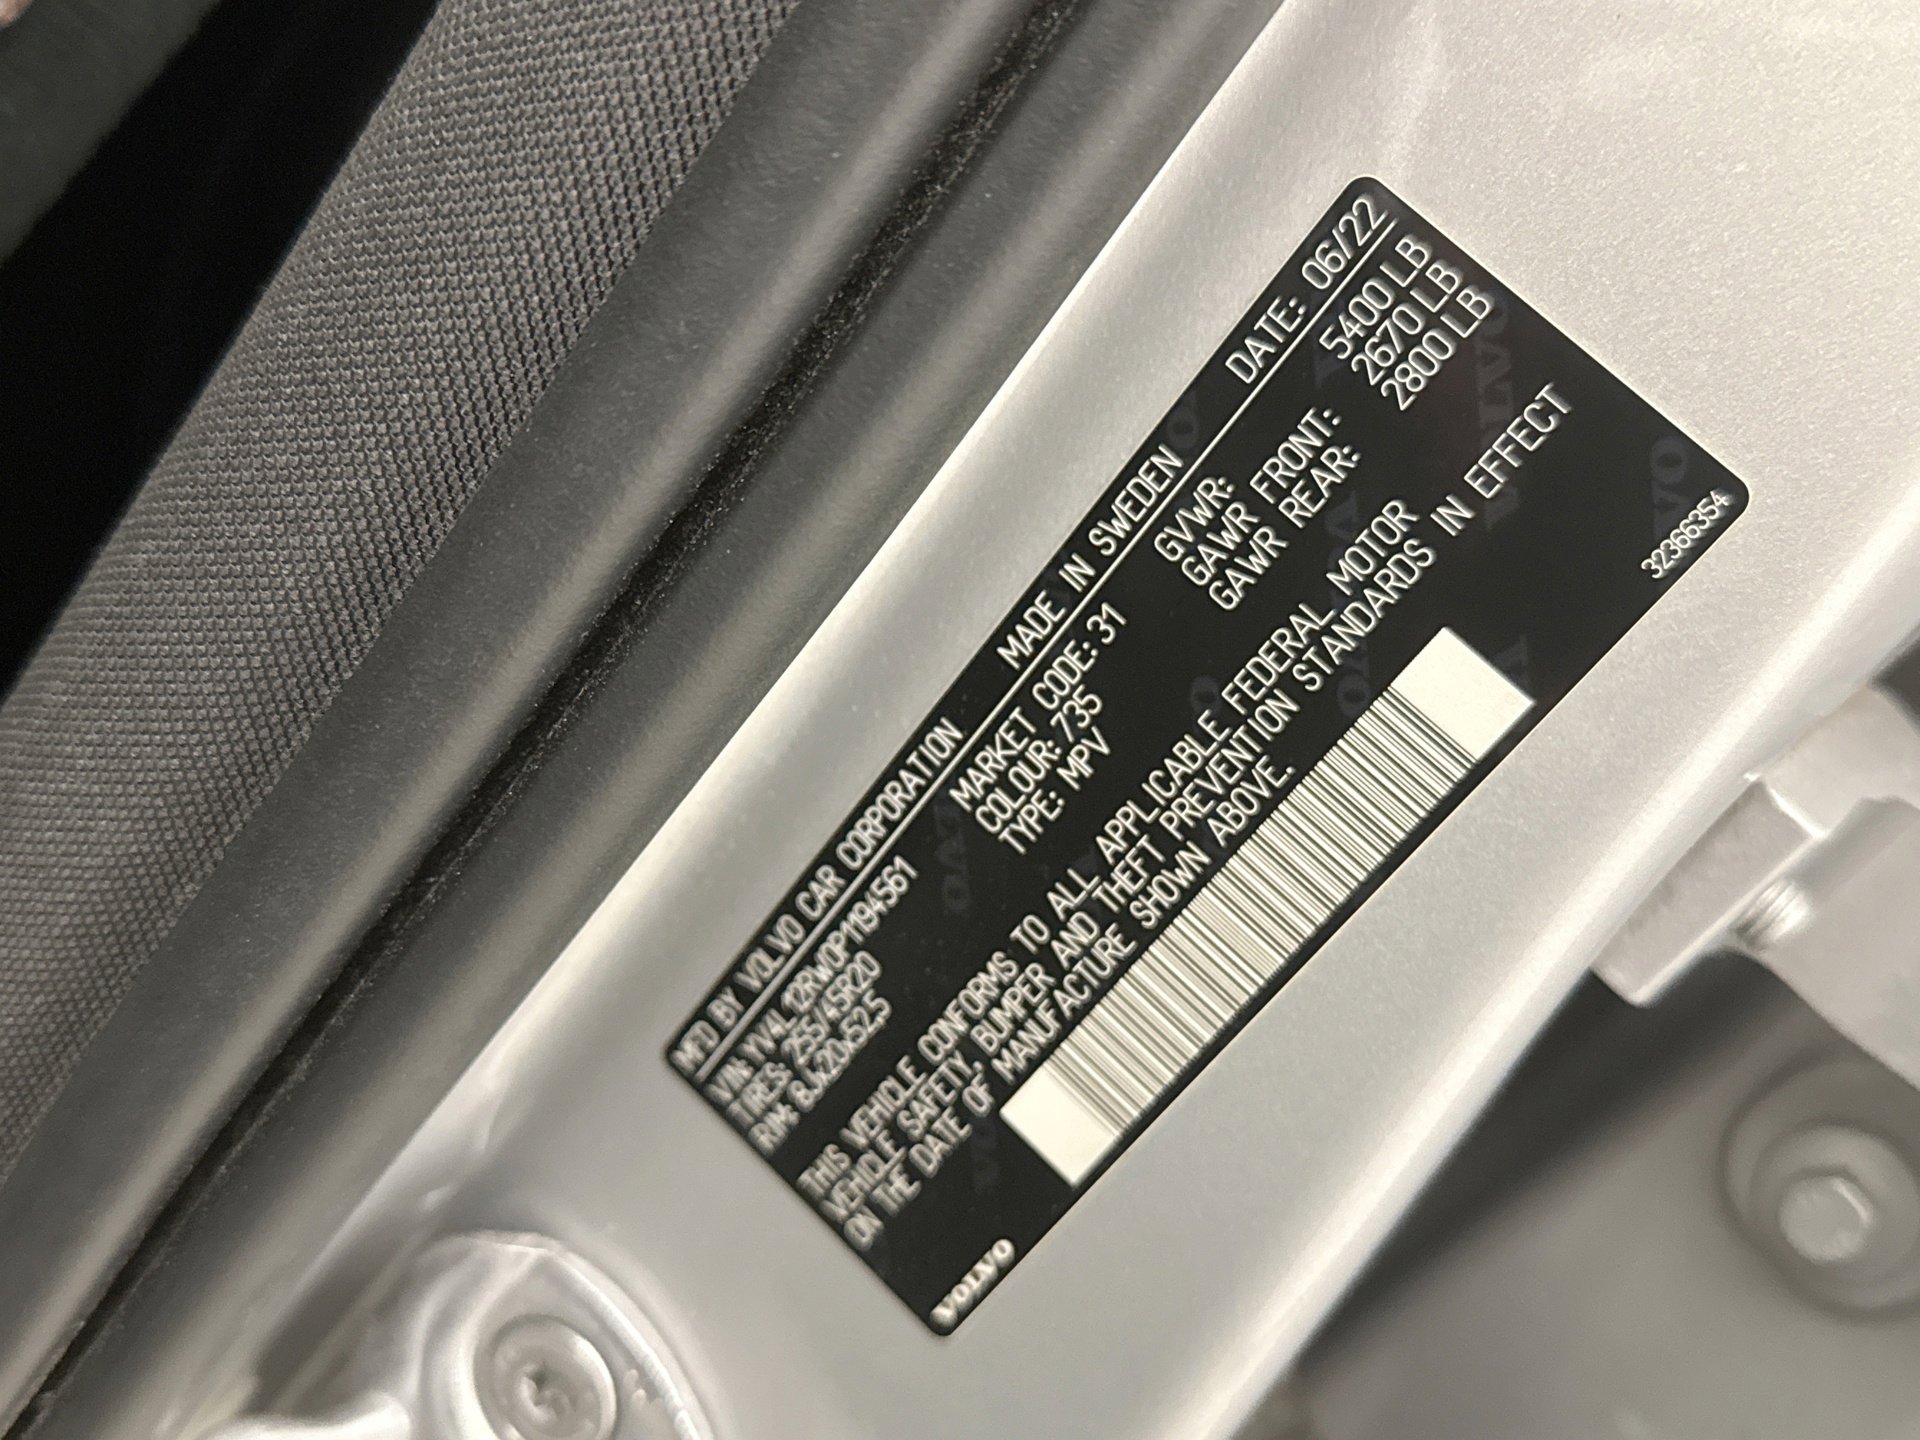 MFD BY VOLVO CAR CORPORATION MADE IN SWEDEN DATE: 06/22
VIN: YV4L12RW0P1194561 MARKET CODE: 31 GVWR: 5400 LB
TIRES: 255/45R20 COLOUR: 735 GAWR FRONT: 2670 LB
RIM: 8Jx20x52,5 TYPE: MPV GAWR REAR: 2800 LB
THIS VEHICLE CONFORMS TO ALL APPLICABLE FEDERAL MOTOR
VEHICLE SAFETY, BUMPER AND THEFT PREVENTION STANDARDS IN EFFECT
ON THE DATE OF MANUFACTURE SHOWN ABOVE.
VOLVO 32366354